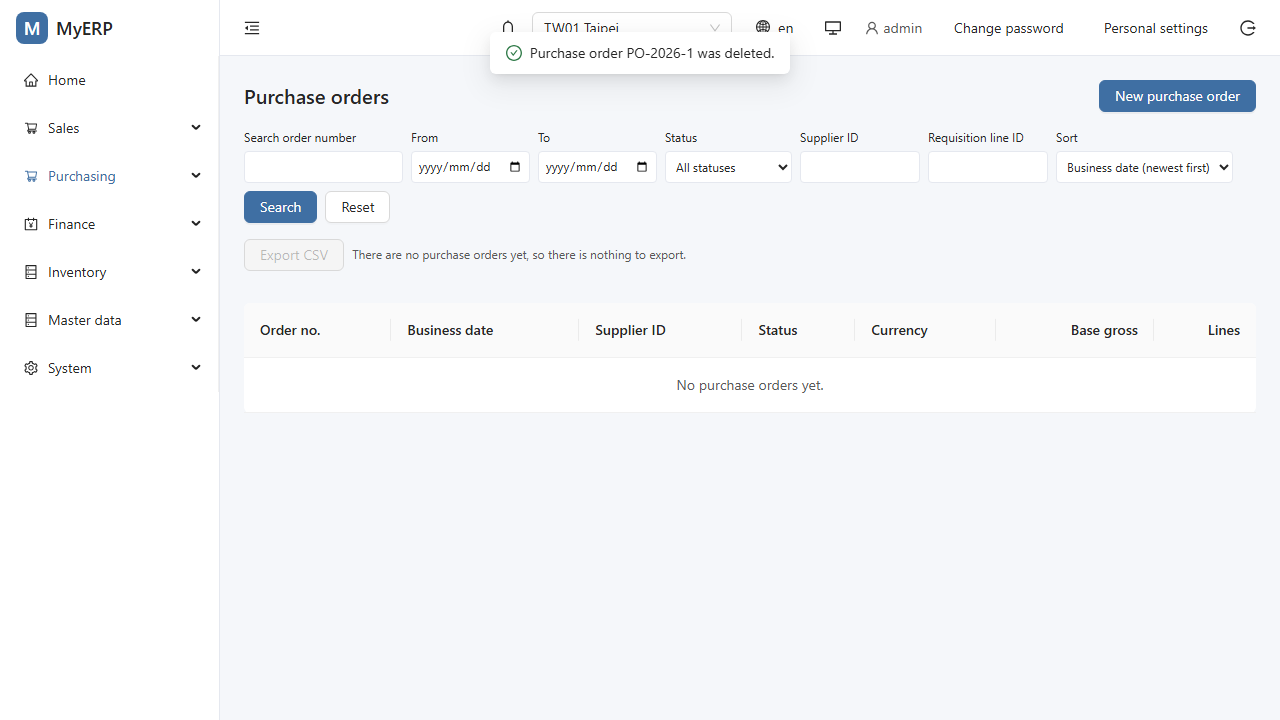 M MyERP
TW01 Taipei
en
admin
Change password
Personal settings
Purchase order PO-2026-1 was deleted.
Home
Sales
Purchasing
Finance
Inventory
Master data
System
Purchase orders
New purchase order
Search order number
From
To
Status
Supplier ID
Requisition line ID
Sort
yyyy/mm/dd
yyyy/mm/dd
All statuses
Business date (newest first)
Search
Reset
Export CSV
There are no purchase orders yet, so there is nothing to export.
Order no.
Business date
Supplier ID
Status
Currency
Base gross
Lines
No purchase orders yet.